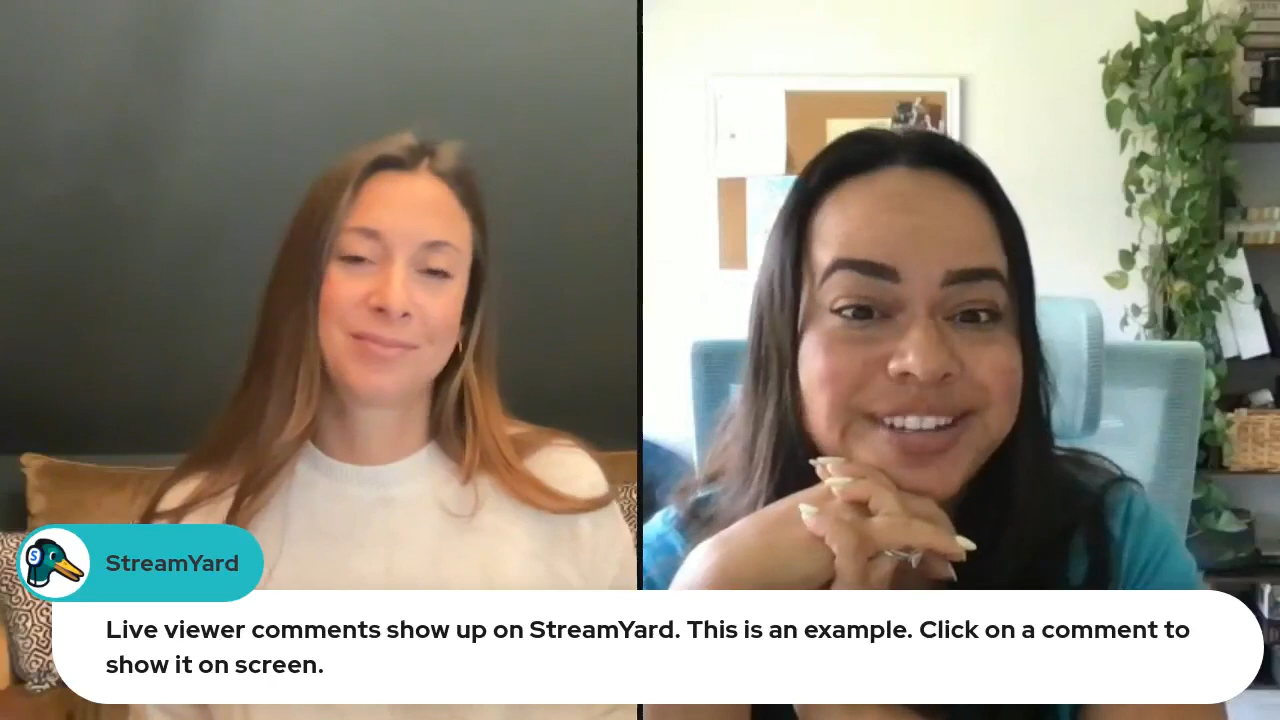 StreamYard
Live viewer comments show up on StreamYard. This is an example. Click on a comment to
show it on screen.